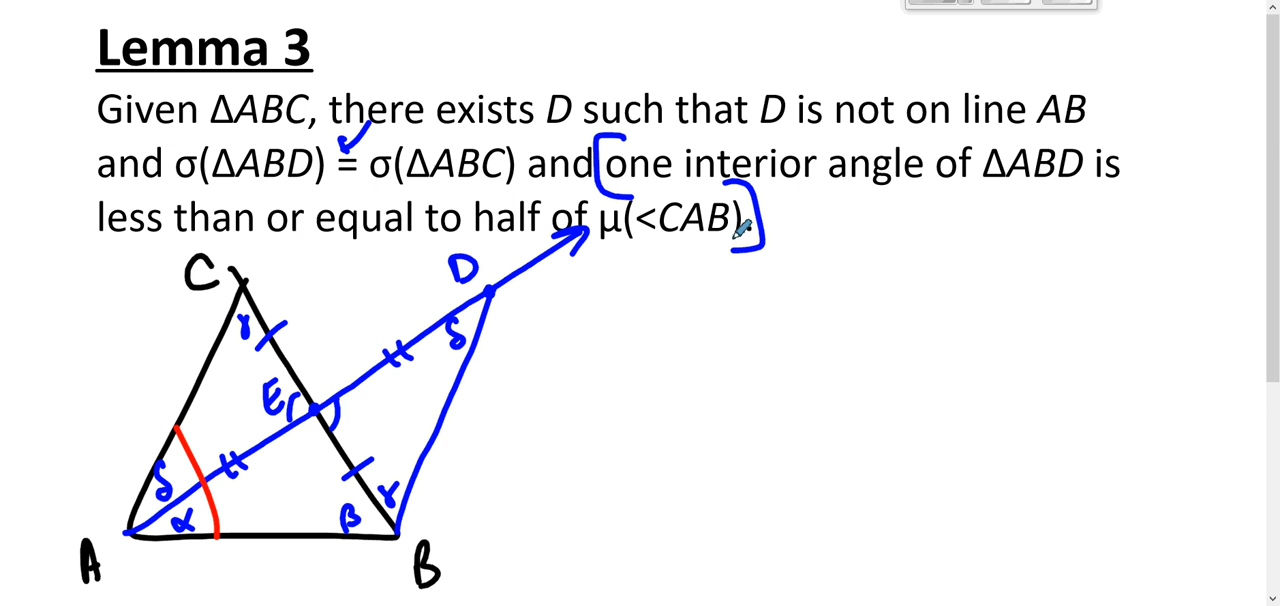 Lemma 3
Given ΔABC, there exists D such that D is not on line AB
and σ(ΔABD) = σ(ΔABC) and one interior angle of ΔABD is
less than or equal to half of μ(<CAB).
C
D
γ
δ
E
δ
α
β
γ
A
B